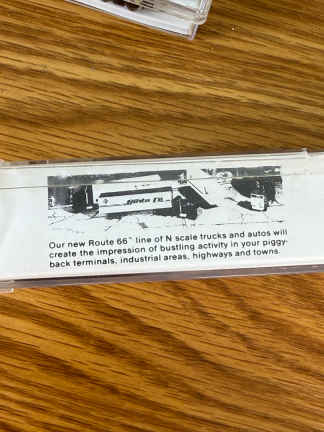 Our new Route 66™ line of N scale trucks and autos will
create the impression of bustling activity in your piggy-
back terminals, industrial areas, highways and towns.